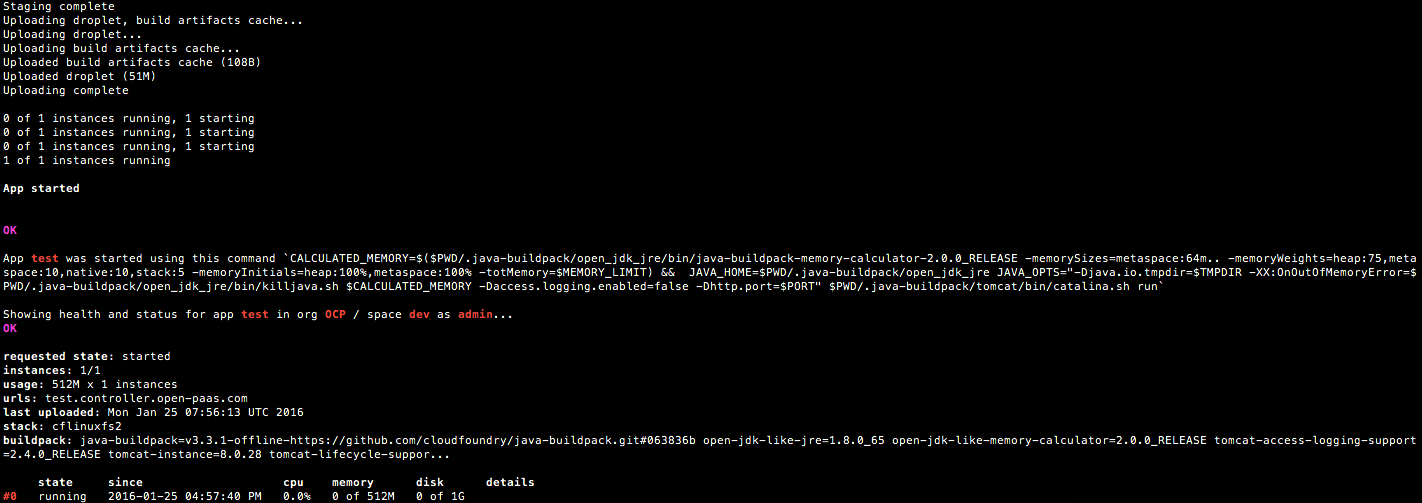 Staging complete
Uploading droplet, build artifacts cache...
Uploading droplet...
Uploading build artifacts cache...
Uploaded build artifacts cache (108B)
Uploaded droplet (51M)
Uploading complete
0 of 1 instances running, 1 starting
0 of 1 instances running, 1 starting
0 of 1 instances running, 1 starting
1 of 1 instances running
App started
OK
App test was started using this command `CALCULATED_MEMORY=$($PWD/.java-buildpack/open_jdk_jre/bin/java-buildpack-memory-calculator-2.0.0_RELEASE -memorySizes=metaspace:64m.. -memoryWeights=heap:75,meta
space:10,native:10,stack:5 -memoryInitials=heap:100%,metaspace:100% -totMemory=$MEMORY_LIMIT) &&  JAVA_HOME=$PWD/.java-buildpack/open_jdk_jre JAVA_OPTS="-Djava.io.tmpdir=$TMPDIR -XX:OnOutOfMemoryError=$
PWD/.java-buildpack/open_jdk_jre/bin/killjava.sh $CALCULATED_MEMORY -Daccess.logging.enabled=false -Dhttp.port=$PORT" $PWD/.java-buildpack/tomcat/bin/catalina.sh run`
Showing health and status for app test in org OCP / space dev as admin...
OK
requested state: started
instances: 1/1
usage: 512M x 1 instances
urls: test.controller.open-paas.com
last uploaded: Mon Jan 25 07:56:13 UTC 2016
stack: cflinuxfs2
buildpack: java-buildpack=v3.3.1-offline-https://github.com/cloudfoundry/java-buildpack.git#063836b open-jdk-like-jre=1.8.0_65 open-jdk-like-memory-calculator=2.0.0_RELEASE tomcat-access-logging-support
=2.4.0_RELEASE tomcat-instance=8.0.28 tomcat-lifecycle-suppor...
state since cpu memory disk details
#0 running 2016-01-25 04:57:40 PM 0.0% 0 of 512M 0 of 1G